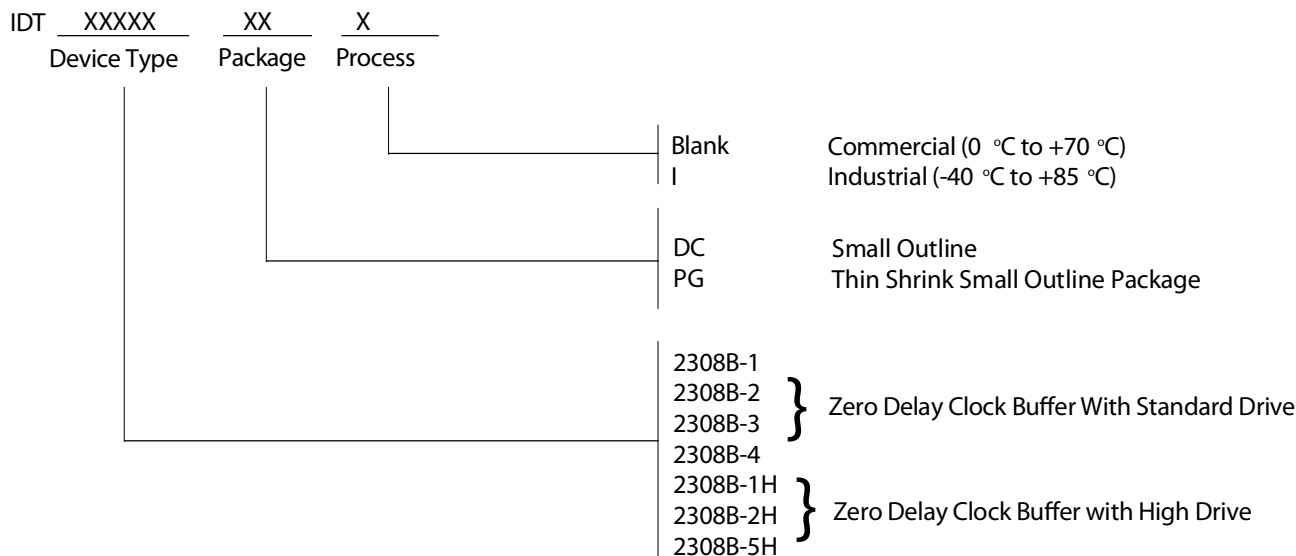 IDT XXXXX XX X
Device Type Package Process
Blank Commercial (0 °C to +70 °C)
I Industrial (-40 °C to +85 °C)
DC Small Outline
PG Thin Shrink Small Outline Package
2308B-1
2308B-2
2308B-3
2308B-4
} Zero Delay Clock Buffer With Standard Drive
2308B-1H
2308B-2H
2308B-5H
} Zero Delay Clock Buffer with High Drive